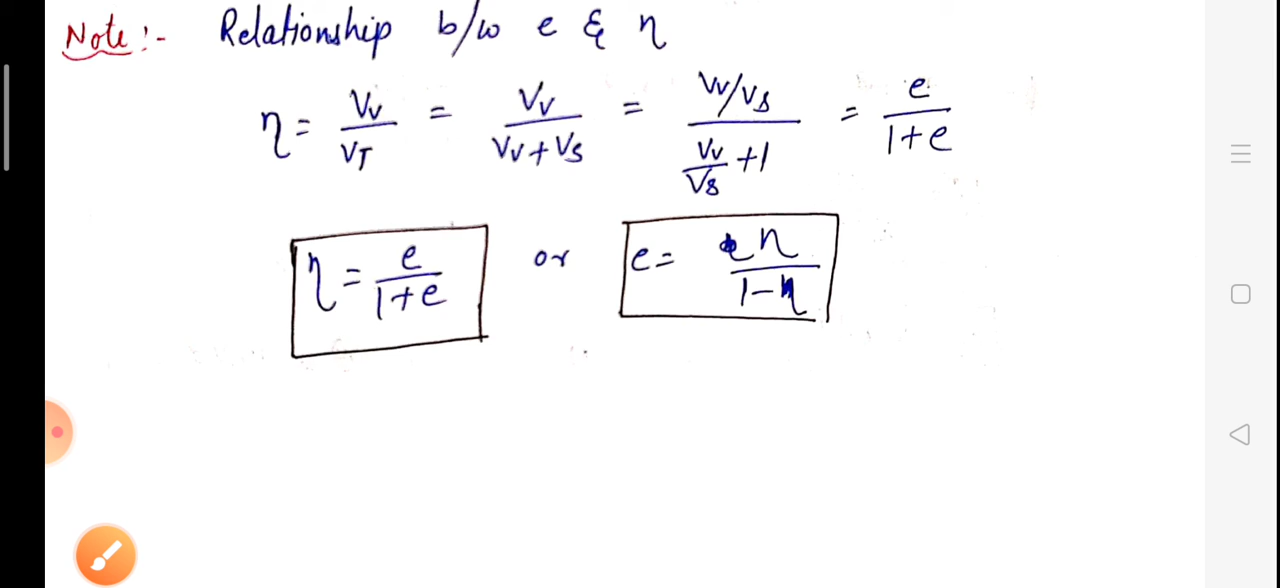 Note :- Relationship b/w e & η
η = Vv/VT = Vv/(Vv + Vs) = (Vv/Vs)/(Vv/Vs + 1) = e/(1+e)
η = e/(1+e) or e = η/(1-η)